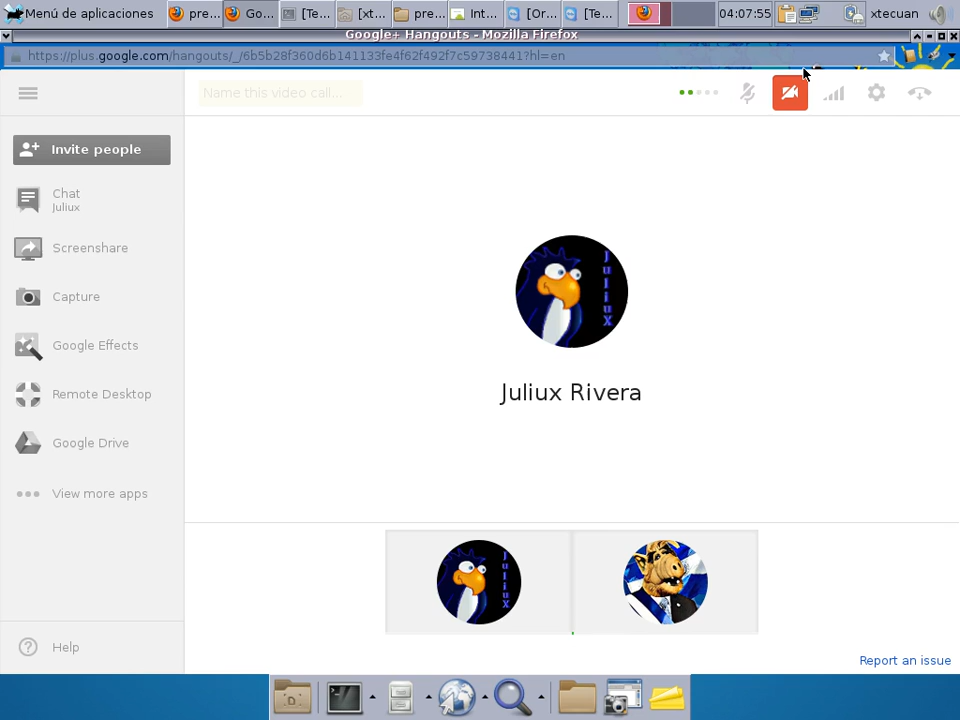 Menú de aplicaciones
pre...
Go...
[Te...
[xt...
pre...
Int...
[Or...
[Te...
04:07:55
xtecuan
Google+ Hangouts - Mozilla Firefox
https://plus.google.com/hangouts/_/6b5b28f360d6b141133fe4f62f492f7c59738441?hl=en
Name this video call...
Invite people
Chat
Juliux
Screenshare
Capture
Google Effects
Remote Desktop
Google Drive
View more apps
Help
JuliuX
Juliux Rivera
JuliuX
Report an issue
D